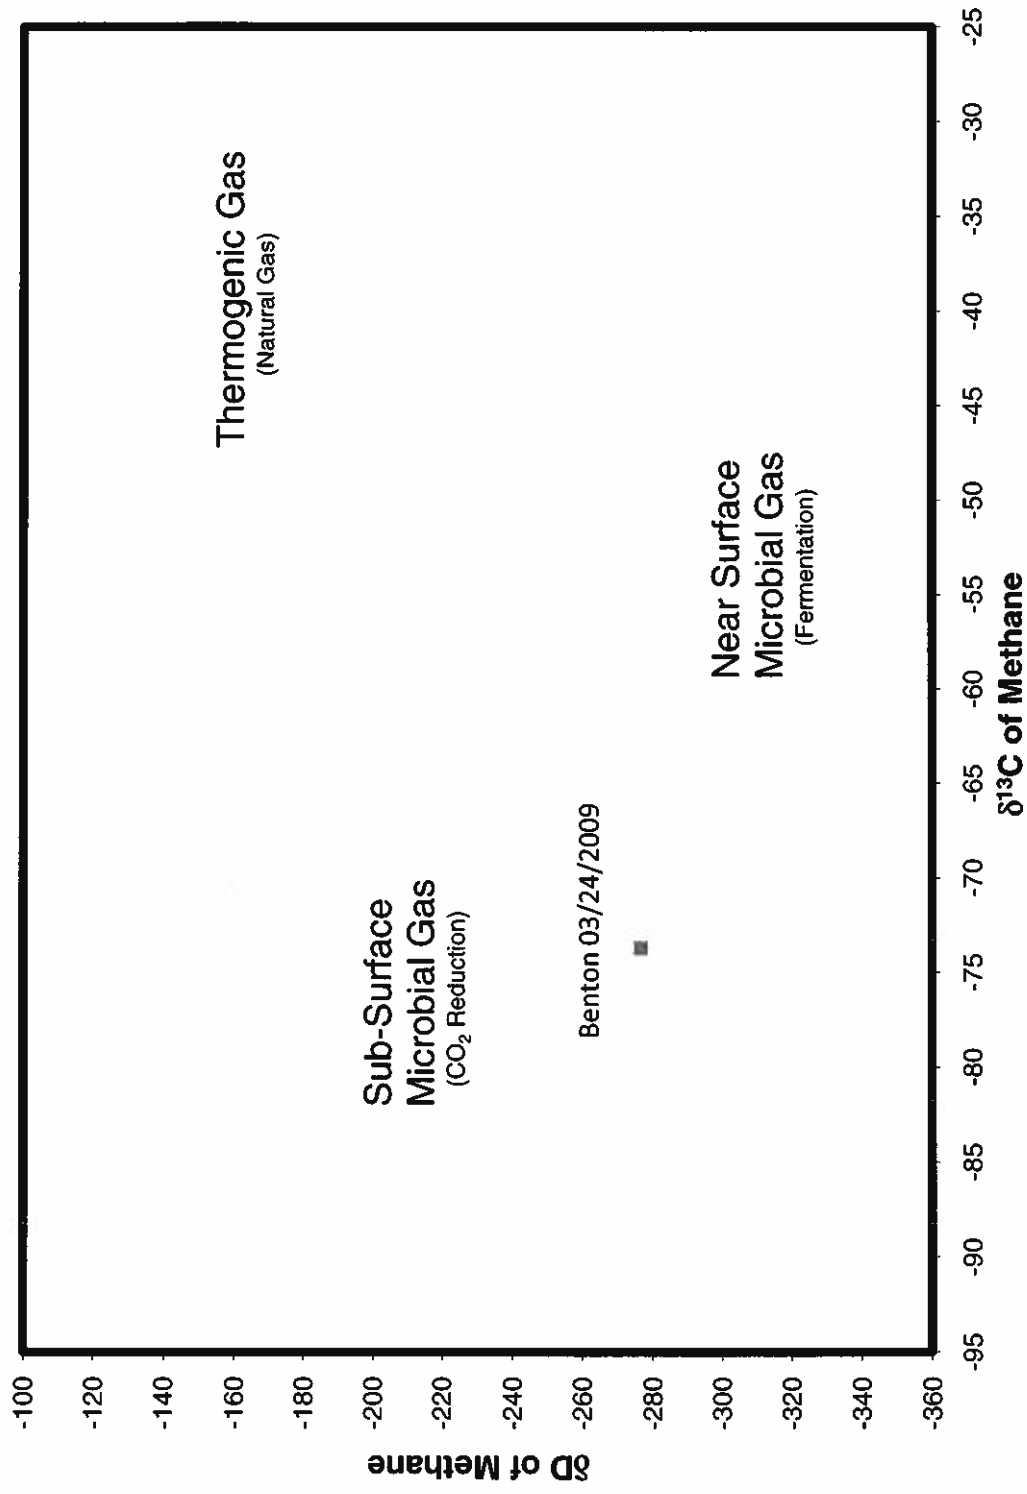 δD of Methane
-100
-120
-140
-160
-180
-200
-220
-240
-260
-280
-300
-320
-340
-360
Thermogenic Gas
(Natural Gas)
Sub-Surface
Microbial Gas
(CO₂ Reduction)
Benton 03/24/2009
Near Surface
Microbial Gas
(Fermentation)
-95
-90
-85
-80
-75
-70
-65
-60
-55
-50
-45
-40
-35
-30
-25
δ¹³C of Methane